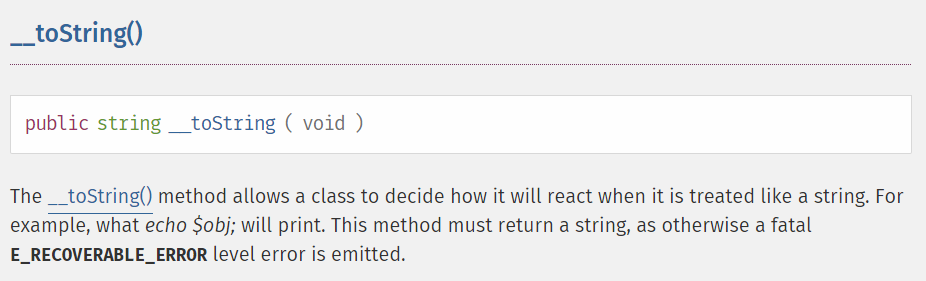 __toString()
public string __toString ( void )
The __toString() method allows a class to decide how it will react when it is treated like a string. For
example, what echo $obj; will print. This method must return a string, as otherwise a fatal
E_RECOVERABLE_ERROR level error is emitted.